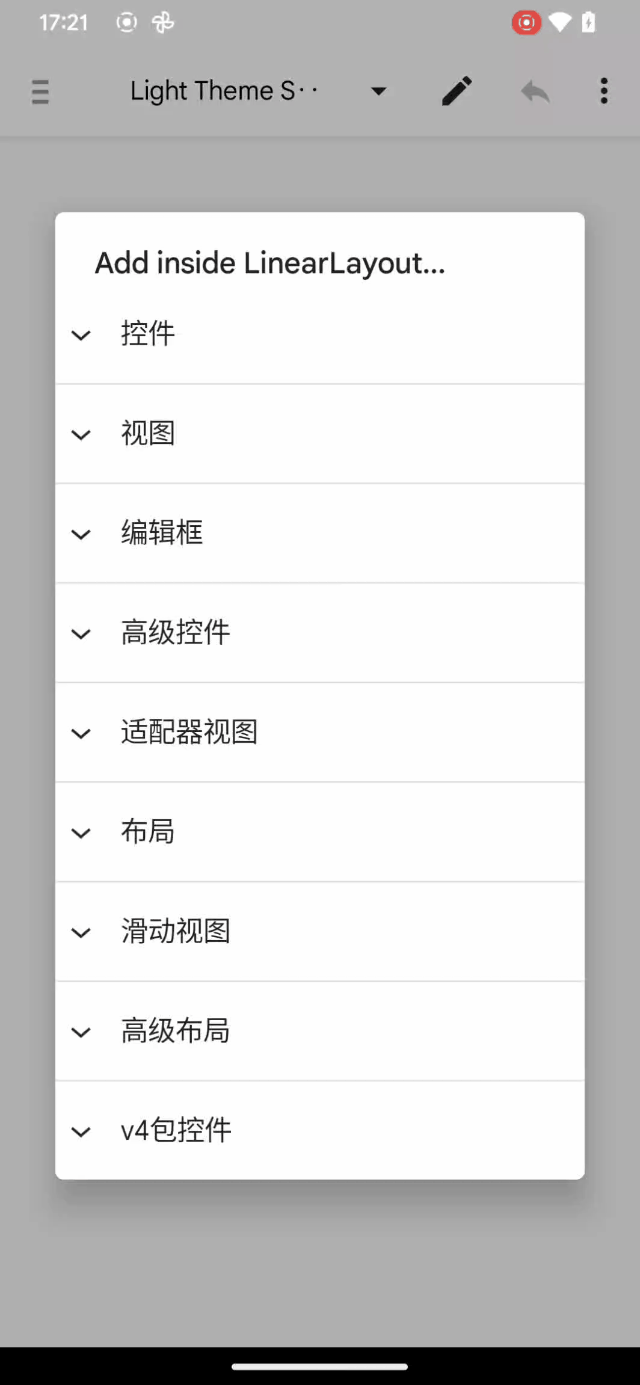 17:21
Light Theme S··
Add inside LinearLayout...
控件
视图
编辑框
高级控件
适配器视图
布局
滑动视图
高级布局
v4包控件